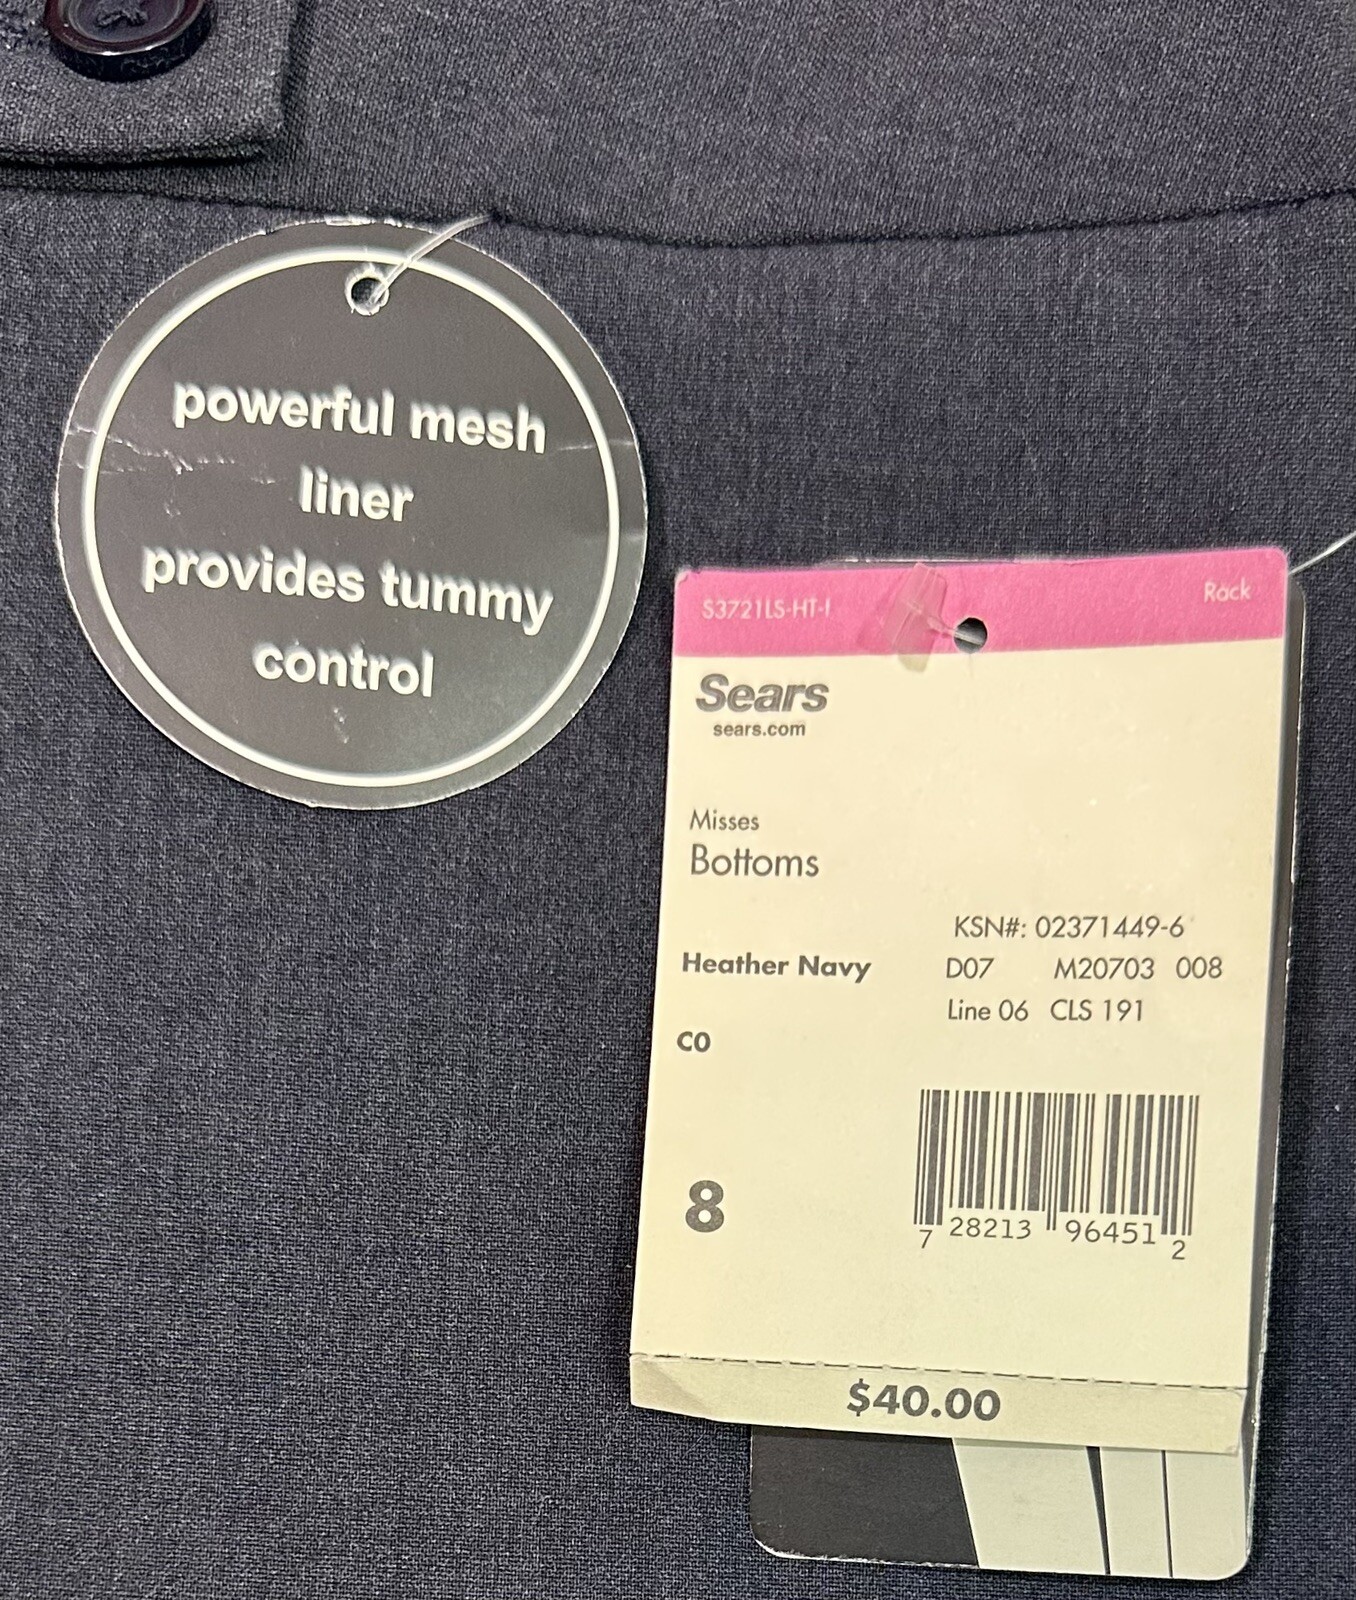 powerful mesh
liner
provides tummy
control
S3721LS-HT-I
Rack
Sears
sears.com
Misses
Bottoms
KSN#: 02371449-6
Heather Navy
D07 M20703 008
Line 06 CLS 191
C0
8
7 28213 96451 2
$40.00